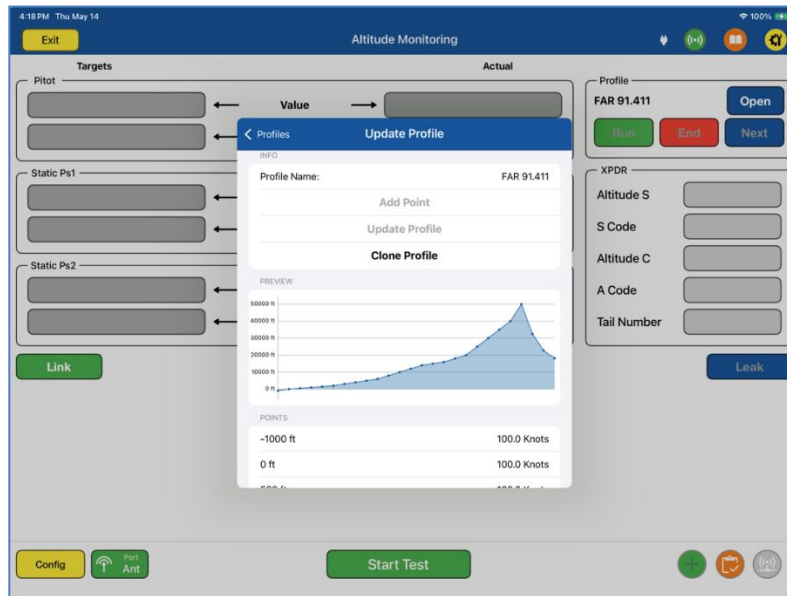 4:18 PM Thu May 14
100%
Exit
Altitude Monitoring
Targets
Actual
Pitot
Value
Static Ps1
Static Ps2
Link
Profiles
Update Profile
INFO
Profile Name: FAR 91.411
Add Point
Update Profile
Clone Profile
PREVIEW
50000 ft
40000 ft
30000 ft
20000 ft
10000 ft
0 ft
POINTS
-1000 ft 100.0 Knots
0 ft 100.0 Knots
Profile
FAR 91.411
Open
Run
End
Next
XPDR
Altitude S
S Code
Altitude C
A Code
Tail Number
Leak
Config
Port
Ant
Start Test